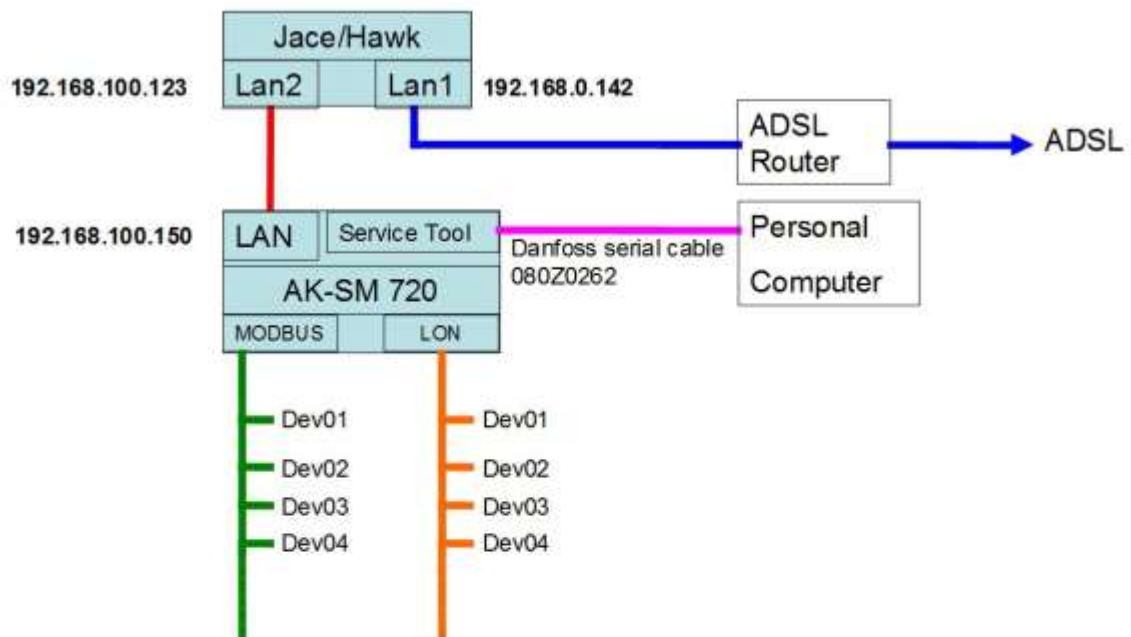 Jace/Hawk
192.168.100.123
Lan2
Lan1
192.168.0.142
ADSL
Router
ADSL
192.168.100.150
LAN
Service Tool
Danfoss serial cable
080Z0262
Personal
Computer
AK-SM 720
MODBUS
LON
Dev01
Dev02
Dev03
Dev04
Dev01
Dev02
Dev03
Dev04